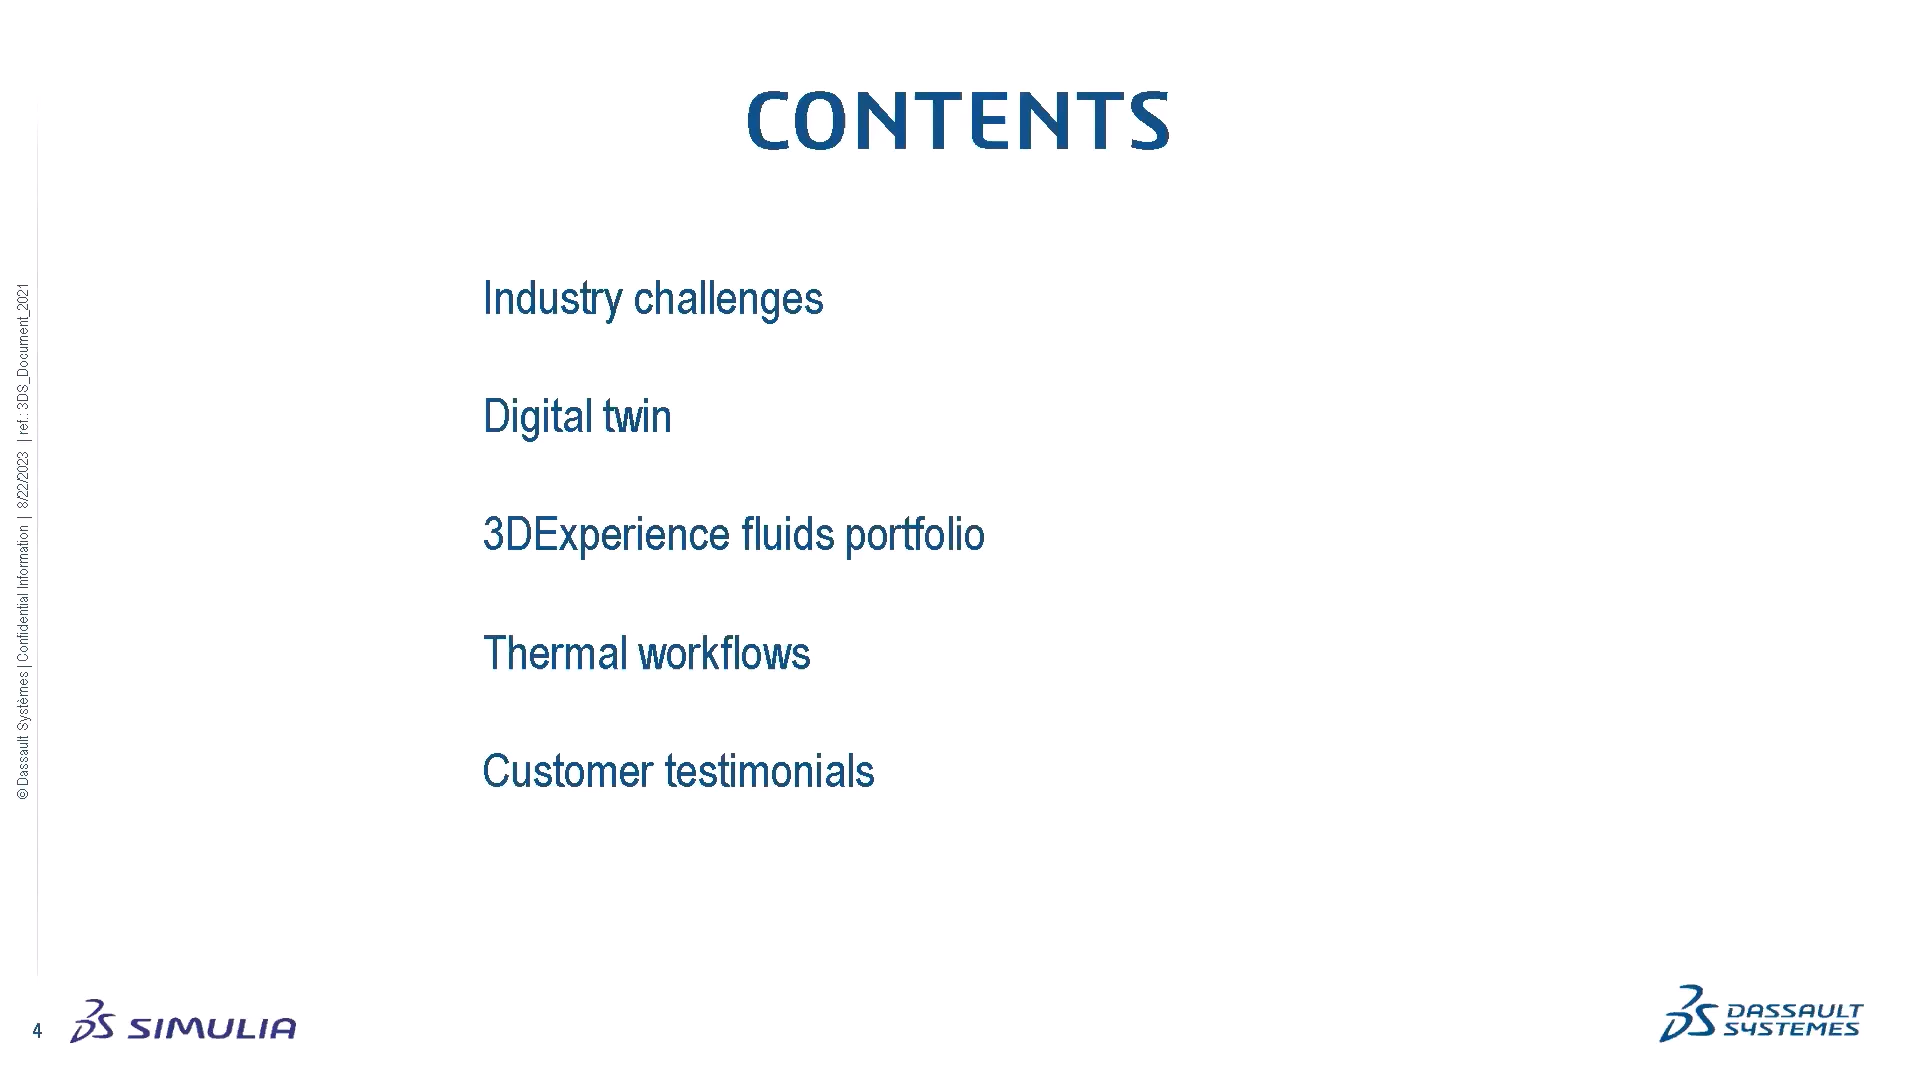 CONTENTS
Industry challenges
Digital twin
3DExperience fluids portfolio
Thermal workflows
Customer testimonials
© Dassault Systèmes | Confidential Information | 8/22/2023 | ref.: 3DS_Document_2021
4
3DS SIMULIA
3DS DASSAULT
SYSTEMES